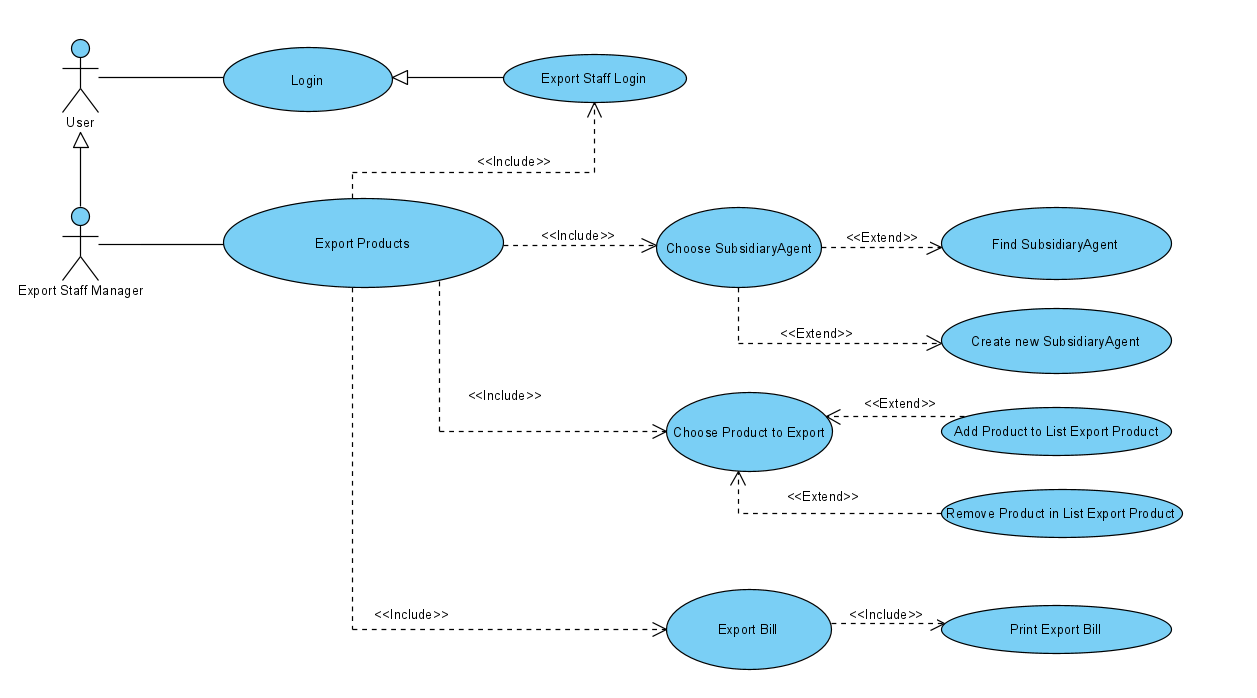 Login
Export Staff Login
User
<<Include>>
Export Products
<<Include>>
Choose SubsidiaryAgent
<<Extend>>
Find SubsidiaryAgent
Export Staff Manager
<<Extend>>
Create new SubsidiaryAgent
<<Include>>
Choose Product to Export
<<Extend>>
Add Product to List Export Product
<<Extend>>
Remove Product in List Export Product
<<Include>>
Export Bill
<<Include>>
Print Export Bill